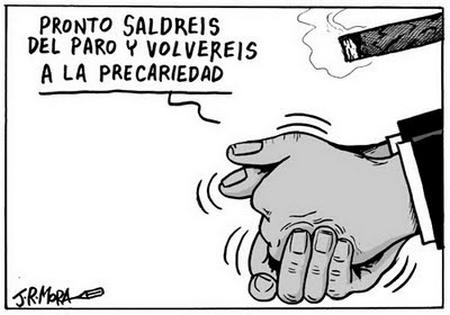 PRONTO SALDREIS
DEL PARO Y VOLVEREIS
A LA PRECARIEDAD
J.R.MORA